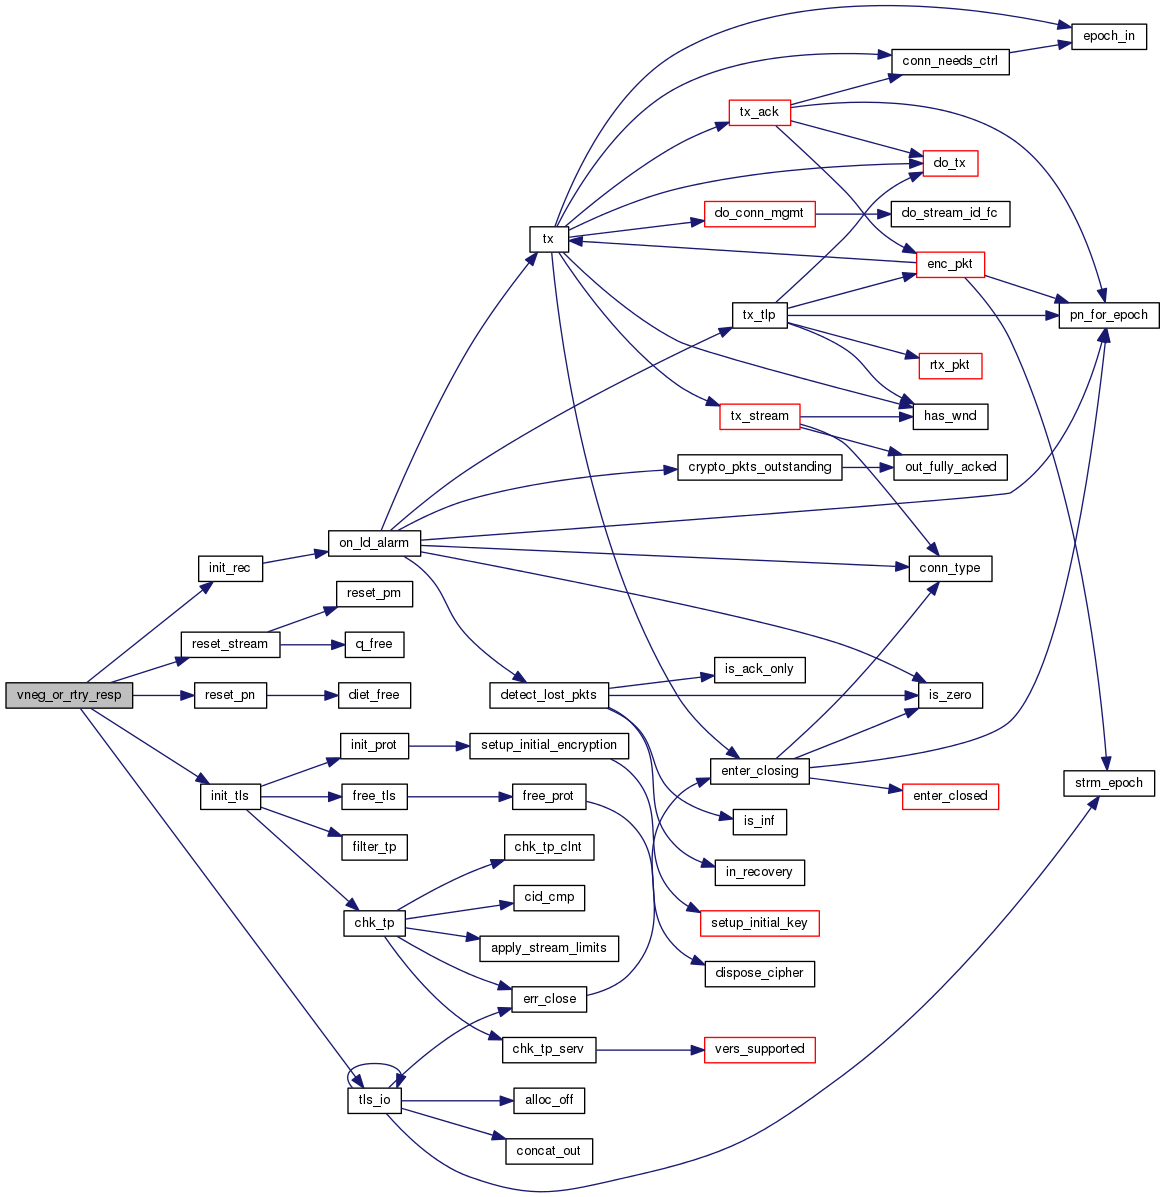 epoch_in
conn_needs_ctrl
tx_ack
do_tx
do_conn_mgmt
do_stream_id_fc
tx
enc_pkt
tx_tlp
pn_for_epoch
rtx_pkt
tx_stream
has_wnd
crypto_pkts_outstanding
out_fully_acked
on_ld_alarm
init_rec
conn_type
reset_pm
reset_stream
q_free
is_ack_only
vneg_or_rtry_resp
reset_pn
diet_free
detect_lost_pkts
is_zero
init_prot
setup_initial_encryption
enter_closing
strm_epoch
init_tls
free_tls
free_prot
enter_closed
is_inf
filter_tp
chk_tp_clnt
in_recovery
cid_cmp
chk_tp
setup_initial_key
apply_stream_limits
dispose_cipher
err_close
chk_tp_serv
vers_supported
tls_io
alloc_off
concat_out